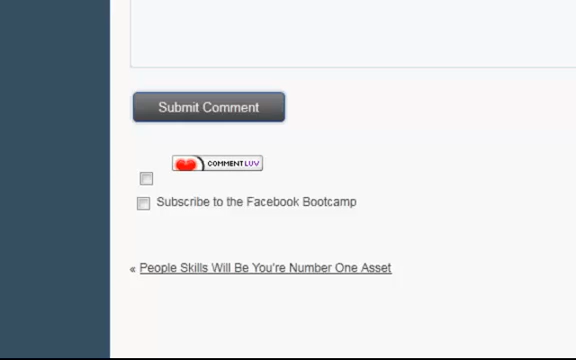 Submit Comment
COMMENTLUV
Subscribe to the Facebook Bootcamp
« People Skills Will Be You're Number One Asset